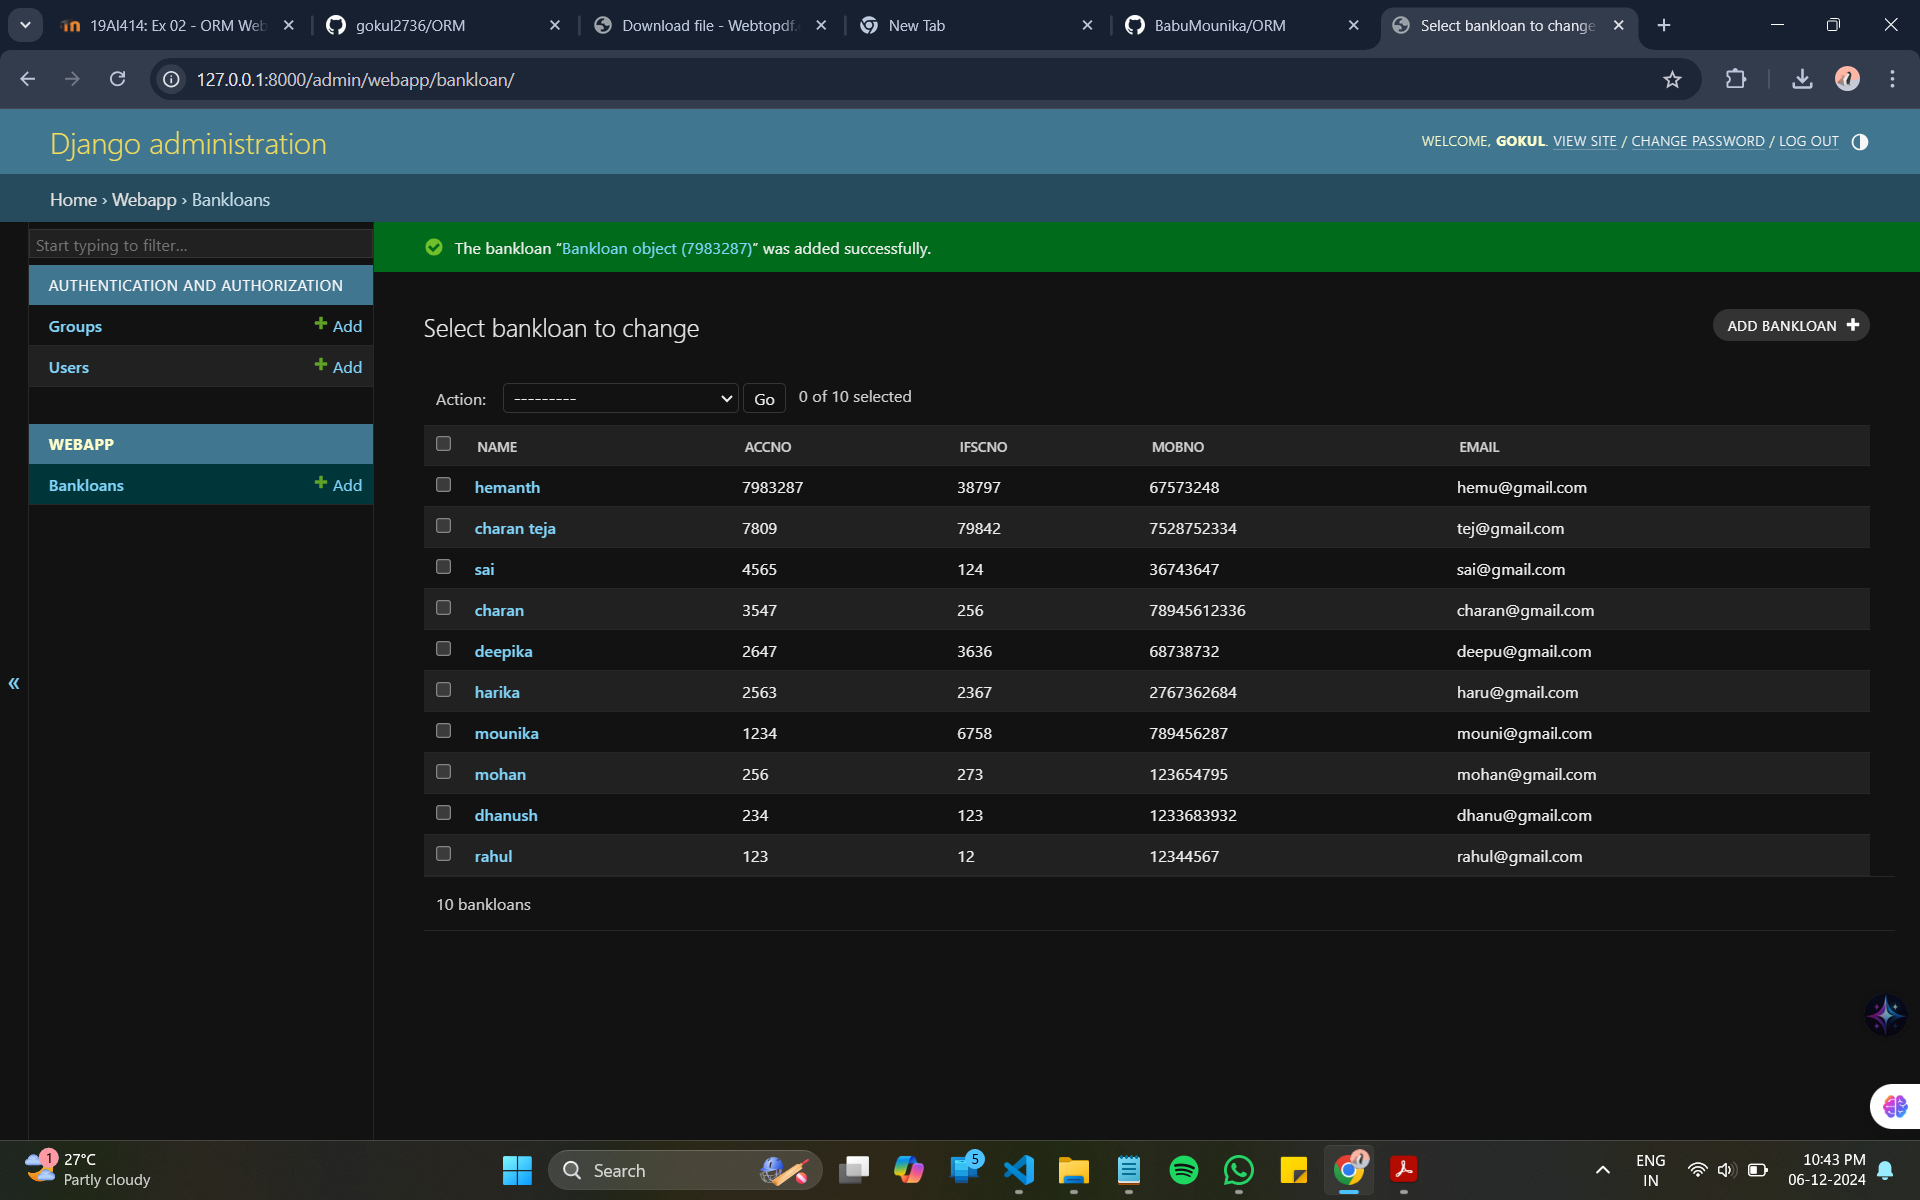 19AI414: Ex 02 - ORM Web
gokul2736/ORM
Download file - Webtopdf.
New Tab
BabuMounika/ORM
Select bankloan to change
127.0.0.1:8000/admin/webapp/bankloan/
Django administration
WELCOME, GOKUL. VIEW SITE / CHANGE PASSWORD / LOG OUT
Home › Webapp › Bankloans
Start typing to filter...
AUTHENTICATION AND AUTHORIZATION
Groups + Add
Users + Add
WEBAPP
Bankloans + Add
«
The bankloan “Bankloan object (7983287)” was added successfully.
Select bankloan to change
ADD BANKLOAN +
Action: --------- Go 0 of 10 selected
NAME ACCNO IFSCNO MOBNO EMAIL
hemanth 7983287 38797 67573248 hemu@gmail.com
charan teja 7809 79842 7528752334 tej@gmail.com
sai 4565 124 36743647 sai@gmail.com
charan 3547 256 78945612336 charan@gmail.com
deepika 2647 3636 68738732 deepu@gmail.com
harika 2563 2367 2767362684 haru@gmail.com
mounika 1234 6758 789456287 mouni@gmail.com
mohan 256 273 123654795 mohan@gmail.com
dhanush 234 123 1233683932 dhanu@gmail.com
rahul 123 12 12344567 rahul@gmail.com
10 bankloans
1
27°C
Partly cloudy
Search
5
ENG
IN
10:43 PM
06-12-2024